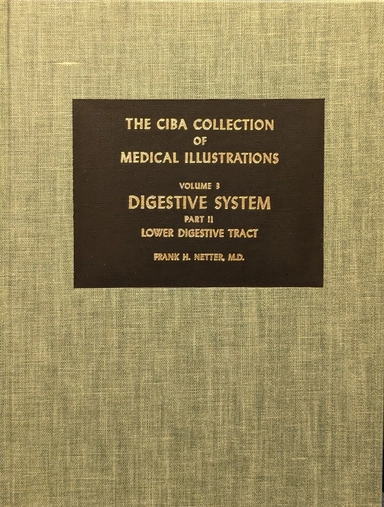 THE CIBA COLLECTION
OF
MEDICAL ILLUSTRATIONS
VOLUME 3
DIGESTIVE SYSTEM
PART II
LOWER DIGESTIVE TRACT
FRANK H. NETTER, M.D.